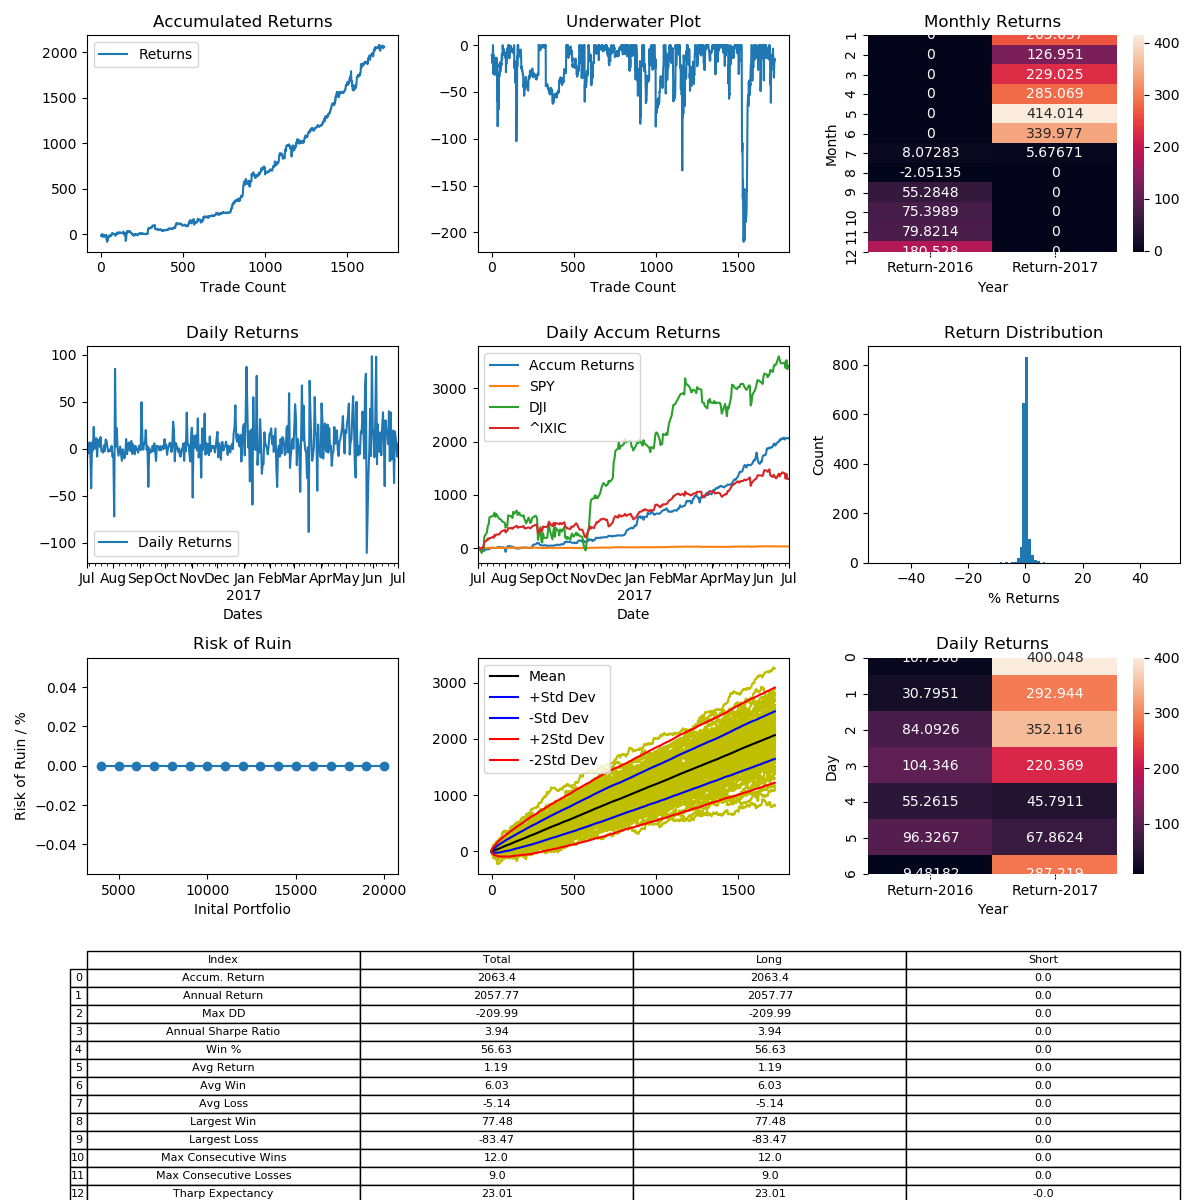 Accumulated Returns
Returns
2000
1500
1000
500
0
0 500 1000 1500
Trade Count
Underwater Plot
0
−50
−100
−150
−200
0 500 1000 1500
Trade Count
Monthly Returns
Month
1 0
2 0 126.951
3 0 229.025
4 0 285.069
5 0 414.014
6 0 339.977
7 8.07283 5.67671
8 -2.05135 0
9 55.2848 0
10 75.3989 0
11 79.8214 0
12 180.528 0
Return-2016 Return-2017
Year
400
300
200
100
0
Daily Returns
100
50
0
−50
−100
Daily Returns
Jul Aug Sep Oct Nov Dec Jan Feb Mar Apr May Jun Jul
2017
Dates
Daily Accum Returns
Accum Returns
SPY
DJI
^IXIC
3000
2000
1000
0
Jul Aug Sep Oct Nov Dec Jan Feb Mar Apr May Jun Jul
2017
Date
Return Distribution
Count
800
600
400
200
0
−40 −20 0 20 40
% Returns
Risk of Ruin
Risk of Ruin / %
0.04
0.02
0.00
−0.02
−0.04
5000 10000 15000 20000
Inital Portfolio
Mean
+Std Dev
-Std Dev
+2Std Dev
-2Std Dev
3000
2000
1000
0
0 500 1000 1500
Daily Returns
Day
0 400.048
1 30.7951 292.944
2 84.0926 352.116
3 104.346 220.369
4 55.2615 45.7911
5 96.3267 67.8624
6 9.48182 287.219
Return-2016 Return-2017
Year
400
300
200
100
Index Total Long Short
0 Accum. Return 2063.4 2063.4 0.0
1 Annual Return 2057.77 2057.77 0.0
2 Max DD -209.99 -209.99 0.0
3 Annual Sharpe Ratio 3.94 3.94 0.0
4 Win % 56.63 56.63 0.0
5 Avg Return 1.19 1.19 0.0
6 Avg Win 6.03 6.03 0.0
7 Avg Loss -5.14 -5.14 0.0
8 Largest Win 77.48 77.48 0.0
9 Largest Loss -83.47 -83.47 0.0
10 Max Consecutive Wins 12.0 12.0 0.0
11 Max Consecutive Losses 9.0 9.0 0.0
12 Tharp Expectancy 23.01 23.01 -0.0